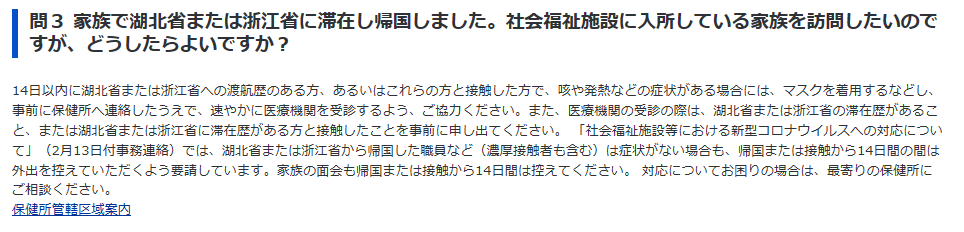 問３ 家族で湖北省または浙江省に滞在し帰国しました。社会福祉施設に入所している家族を訪問したいので
すが、どうしたらよいですか？
14日以内に湖北省または浙江省への渡航歴のある方、あるいはこれらの方と接触した方で、咳や発熱などの症状がある場合には、マスクを着用するなどし、
事前に保健所へ連絡したうえで、速やかに医療機関を受診するよう、ご協力ください。また、医療機関の受診の際は、湖北省または浙江省の滞在歴があるこ
と、または湖北省または浙江省に滞在歴がある方と接触したことを事前に申し出てください。 「社会福祉施設等における新型コロナウイルスへの対応につい
て」（2月13日付事務連絡）では、湖北省または浙江省から帰国した職員など（濃厚接触者も含む）は症状がない場合も、帰国または接触から14日間の間は
外出を控えていただくよう要請しています。家族の面会も帰国または接触から14日間は控えてください。 対応についてお困りの場合は、最寄りの保健所に
ご相談ください。
保健所管轄区域案内